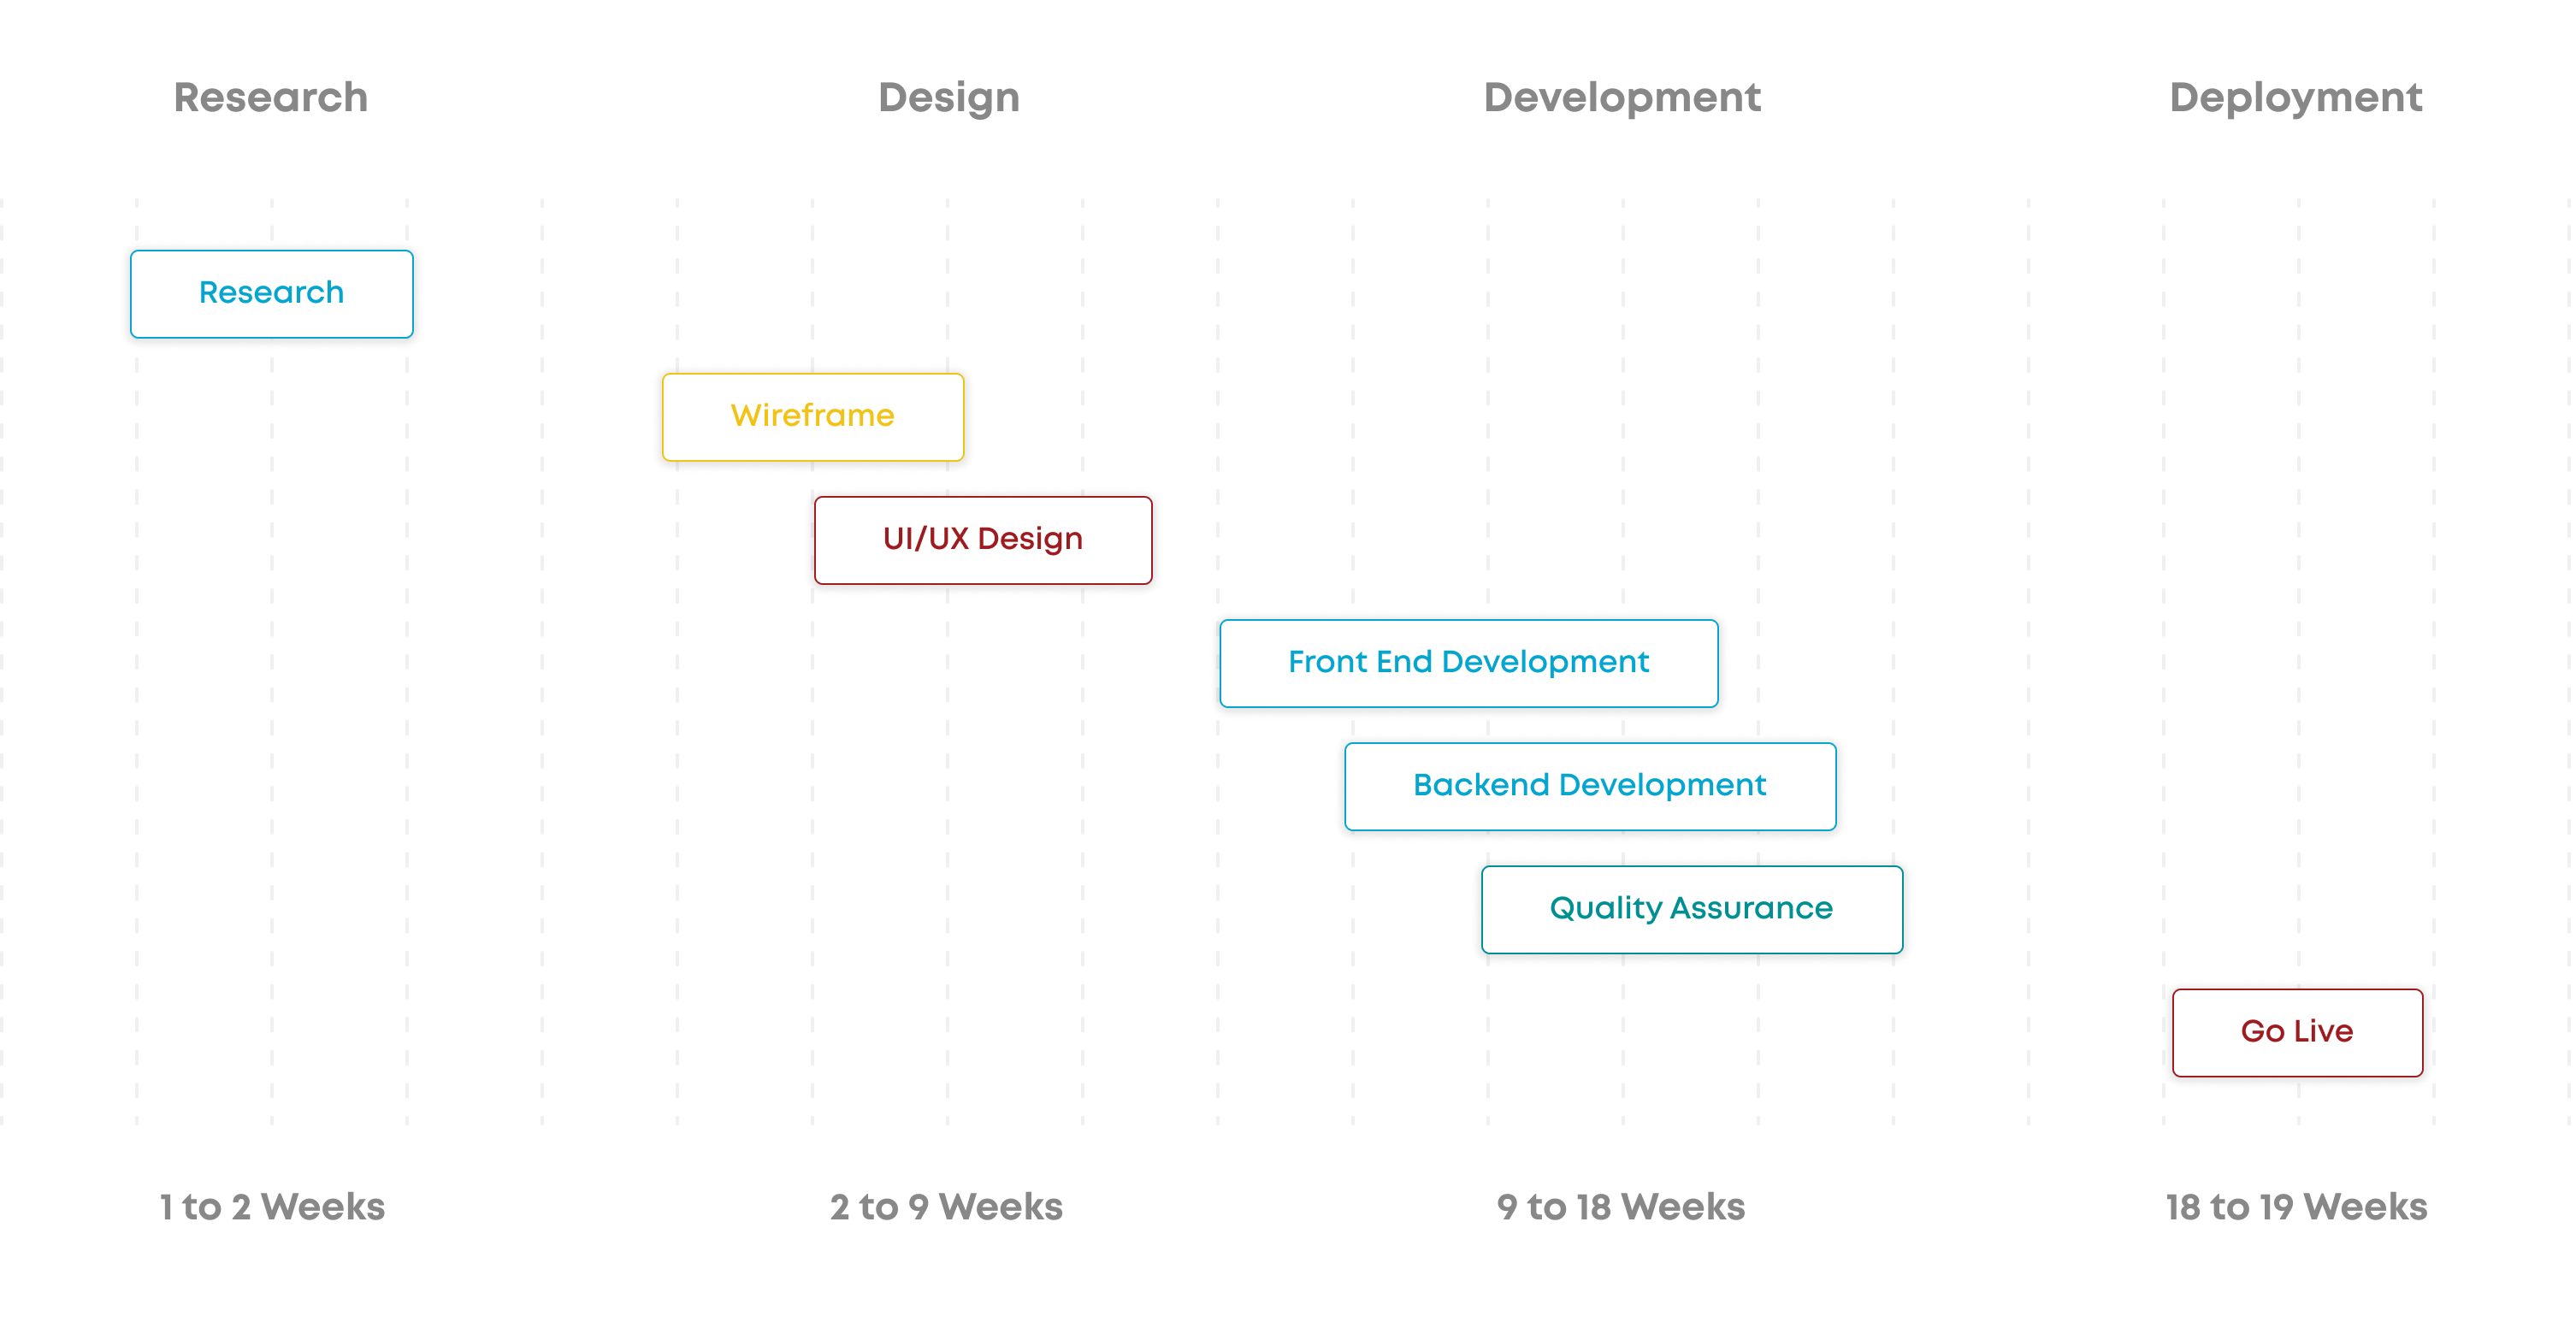 Research
Design
Development
Deployment
Research
Wireframe
UI/UX Design
Front End Development
Backend Development
Quality Assurance
Go Live
1 to 2 Weeks
2 to 9 Weeks
9 to 18 Weeks
18 to 19 Weeks